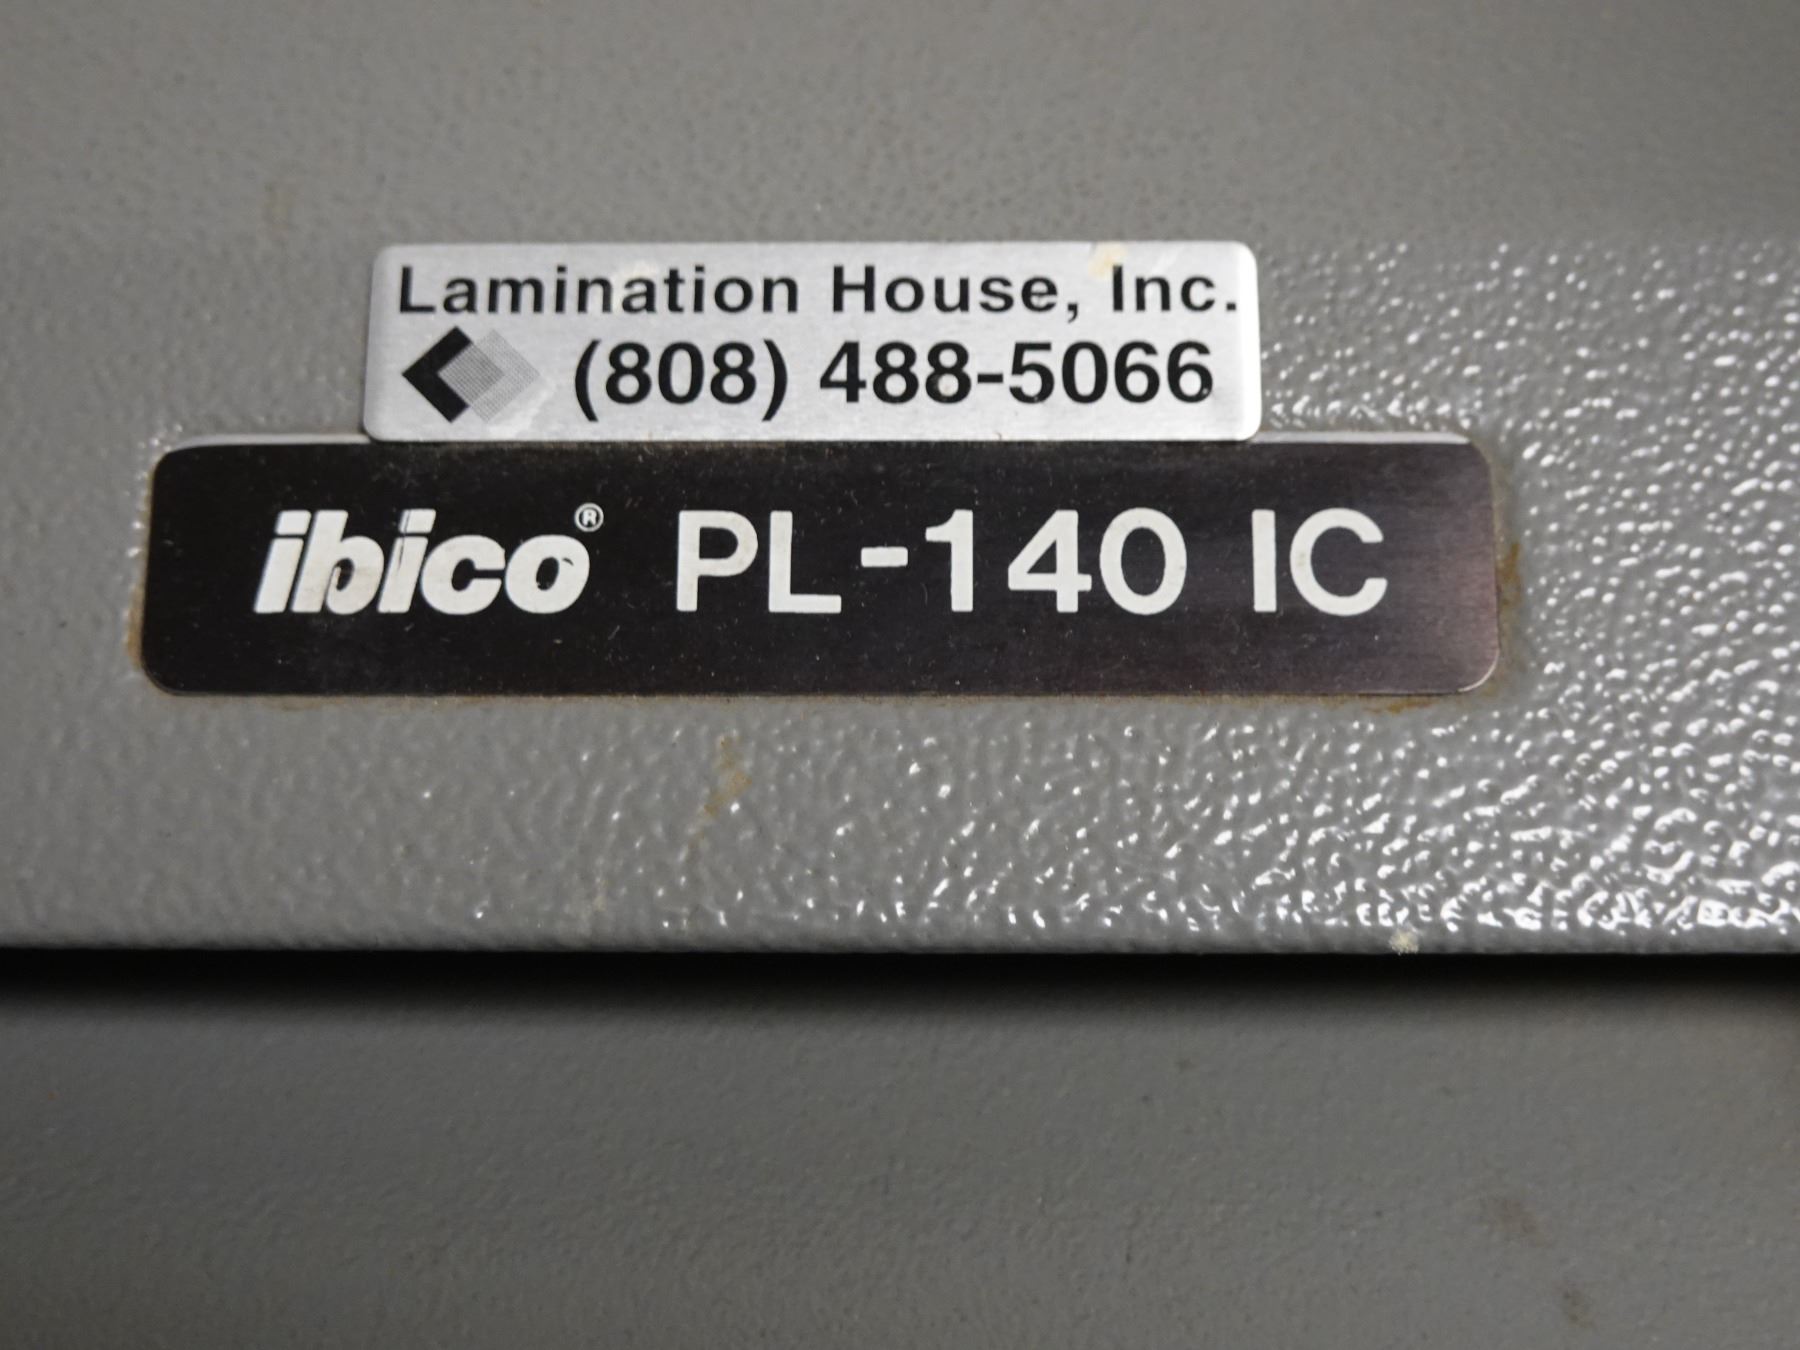 Lamination House, Inc.
(808) 488-5066
ibico® PL-140 IC